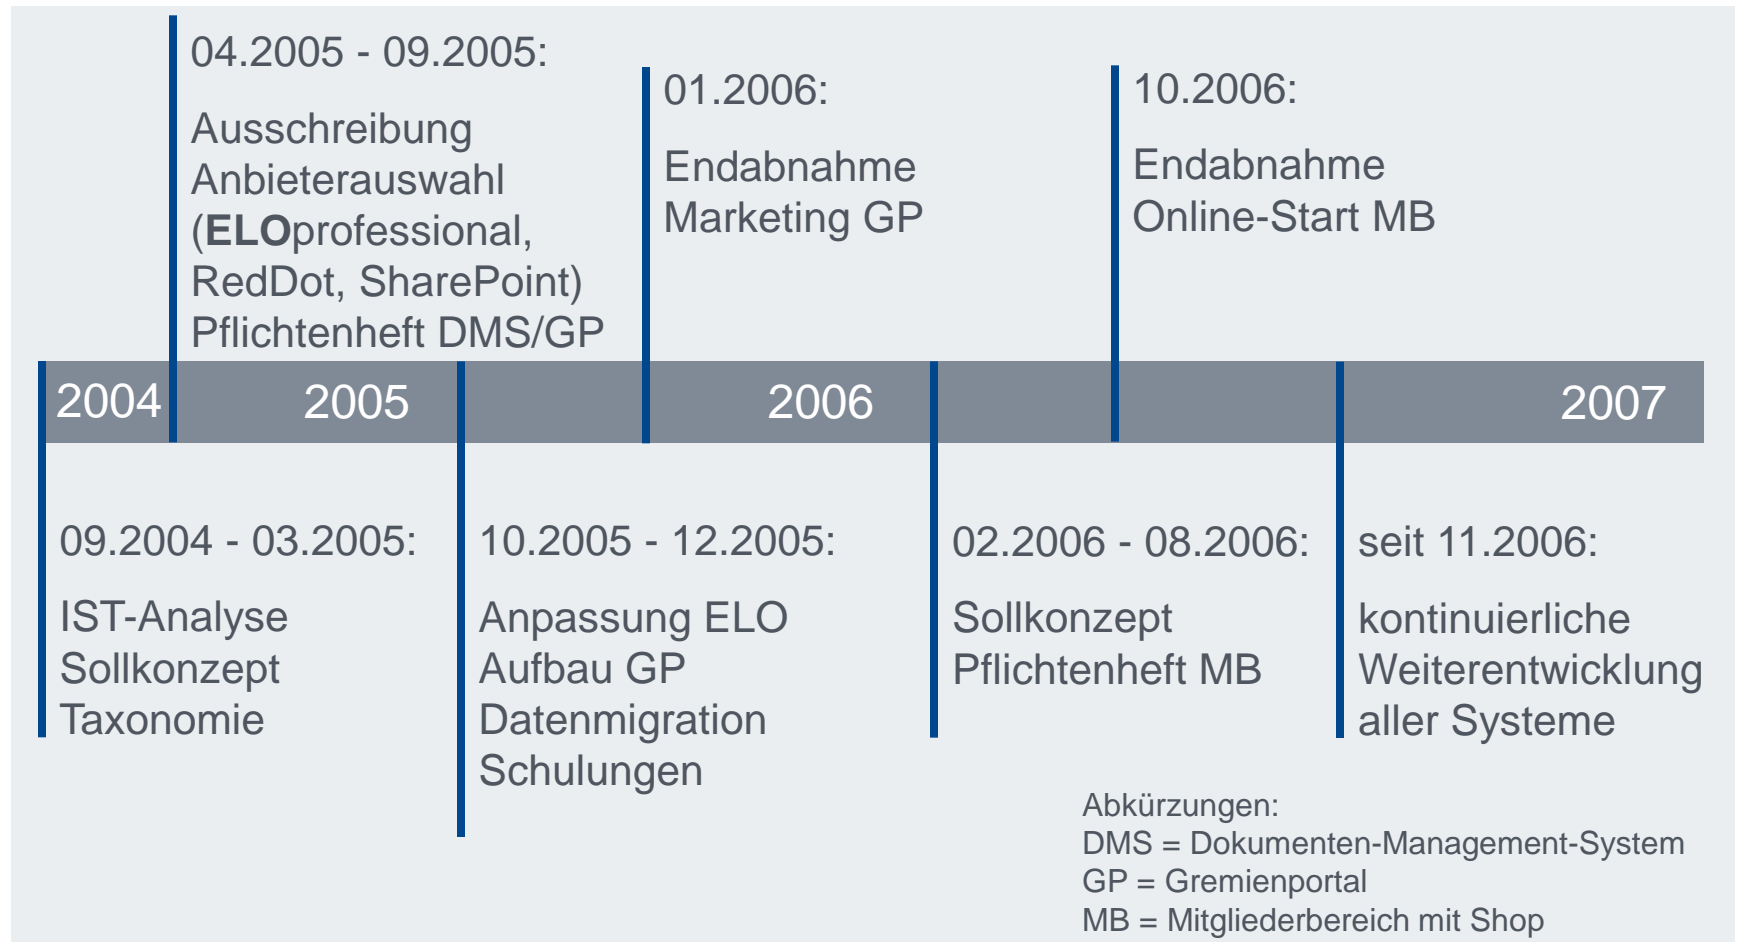 04.2005 - 09.2005:
Ausschreibung
Anbieterauswahl
(ELOprofessional,
RedDot, SharePoint)
Pflichtenheft DMS/GP
01.2006:
Endabnahme
Marketing GP
10.2006:
Endabnahme
Online-Start MB
2004 2005 2006 2007
09.2004 - 03.2005:
IST-Analyse
Sollkonzept
Taxonomie
10.2005 - 12.2005:
Anpassung ELO
Aufbau GP
Datenmigration
Schulungen
02.2006 - 08.2006:
Sollkonzept
Pflichtenheft MB
seit 11.2006:
kontinuierliche
Weiterentwicklung
aller Systeme
Abkürzungen:
DMS = Dokumenten-Management-System
GP = Gremienportal
MB = Mitgliederbereich mit Shop